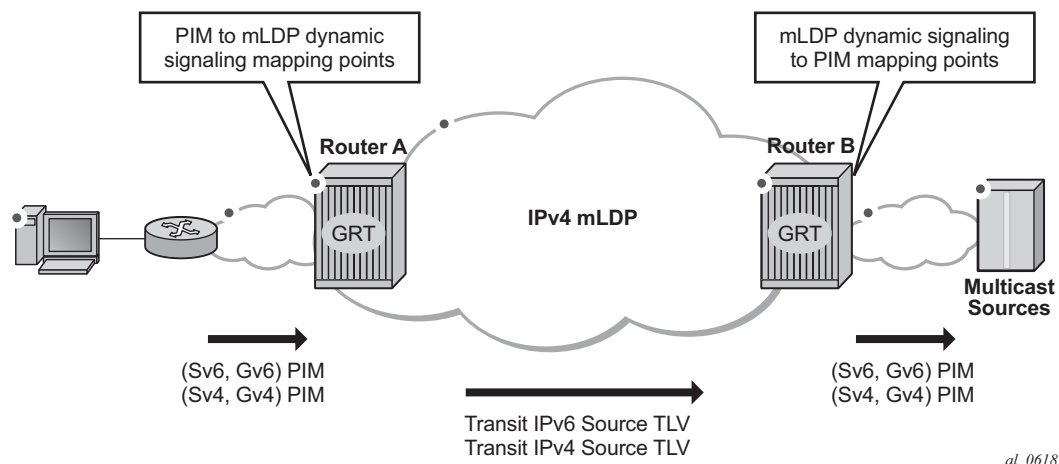 PIM to mLDP dynamic
signaling mapping points
mLDP dynamic signaling
to PIM mapping points
Router A
Router B
GRT
IPv4 mLDP
GRT
Multicast
Sources
(Sv6, Gv6) PIM
(Sv4, Gv4) PIM
(Sv6, Gv6) PIM
(Sv4, Gv4) PIM
Transit IPv6 Source TLV
Transit IPv4 Source TLV
al_0618